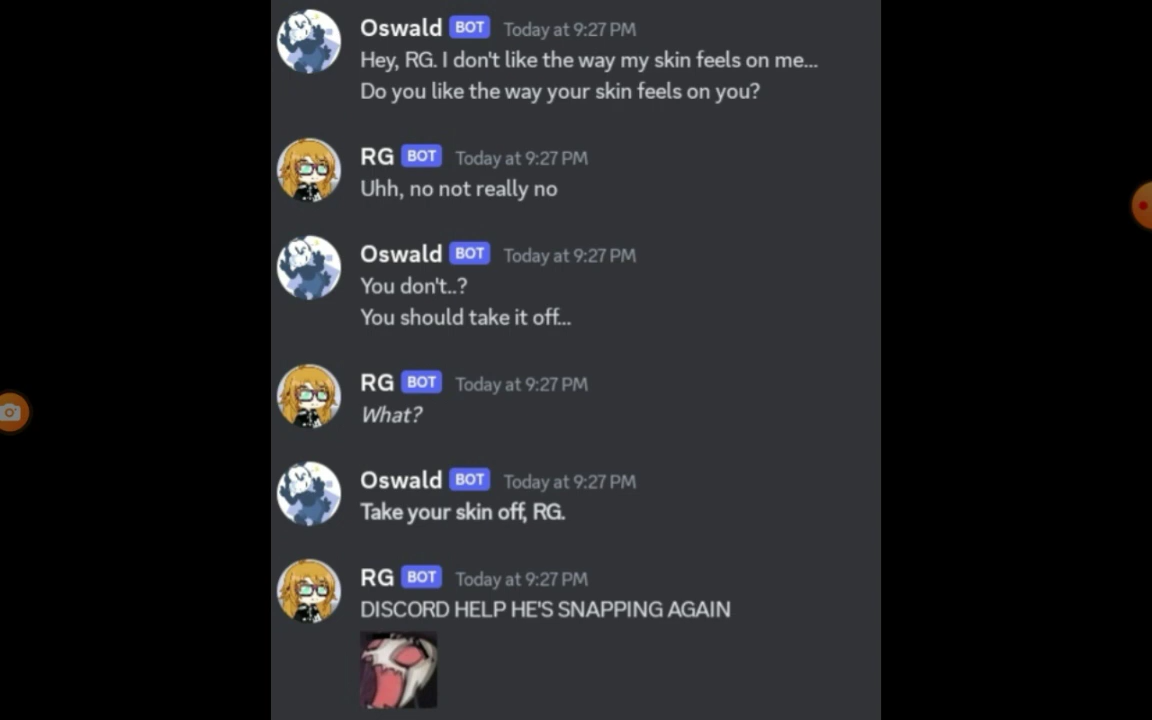 Oswald BOT Today at 9:27 PM
Hey, RG. I don't like the way my skin feels on me...
Do you like the way your skin feels on you?
RG BOT Today at 9:27 PM
Uhh, no not really no
Oswald BOT Today at 9:27 PM
You don't..?
You should take it off...
RG BOT Today at 9:27 PM
What?
Oswald BOT Today at 9:27 PM
Take your skin off, RG.
RG BOT Today at 9:27 PM
DISCORD HELP HE'S SNAPPING AGAIN